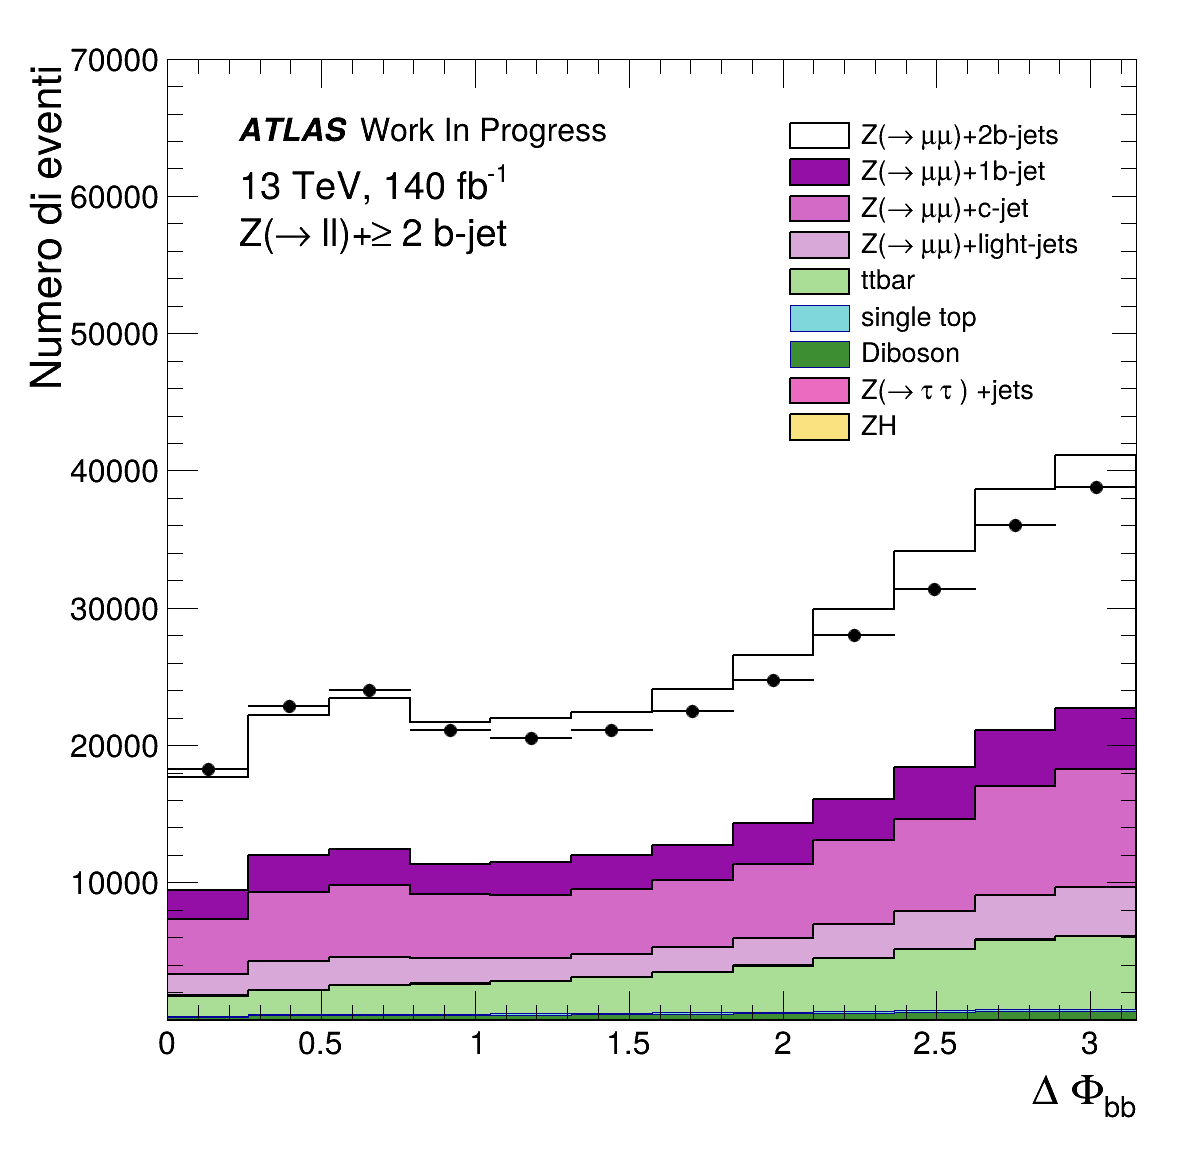 70000
60000
50000
40000
30000
20000
10000
Numero di eventi
ATLAS Work In Progress
13 TeV, 140 fb⁻¹
Z(→ ll)+≥ 2 b-jet
Z(→ μμ)+2b-jets
Z(→ μμ)+1b-jet
Z(→ μμ)+c-jet
Z(→ μμ)+light-jets
ttbar
single top
Diboson
Z(→ τ τ ) +jets
ZH
0 0.5 1 1.5 2 2.5 3
Δ Φbb